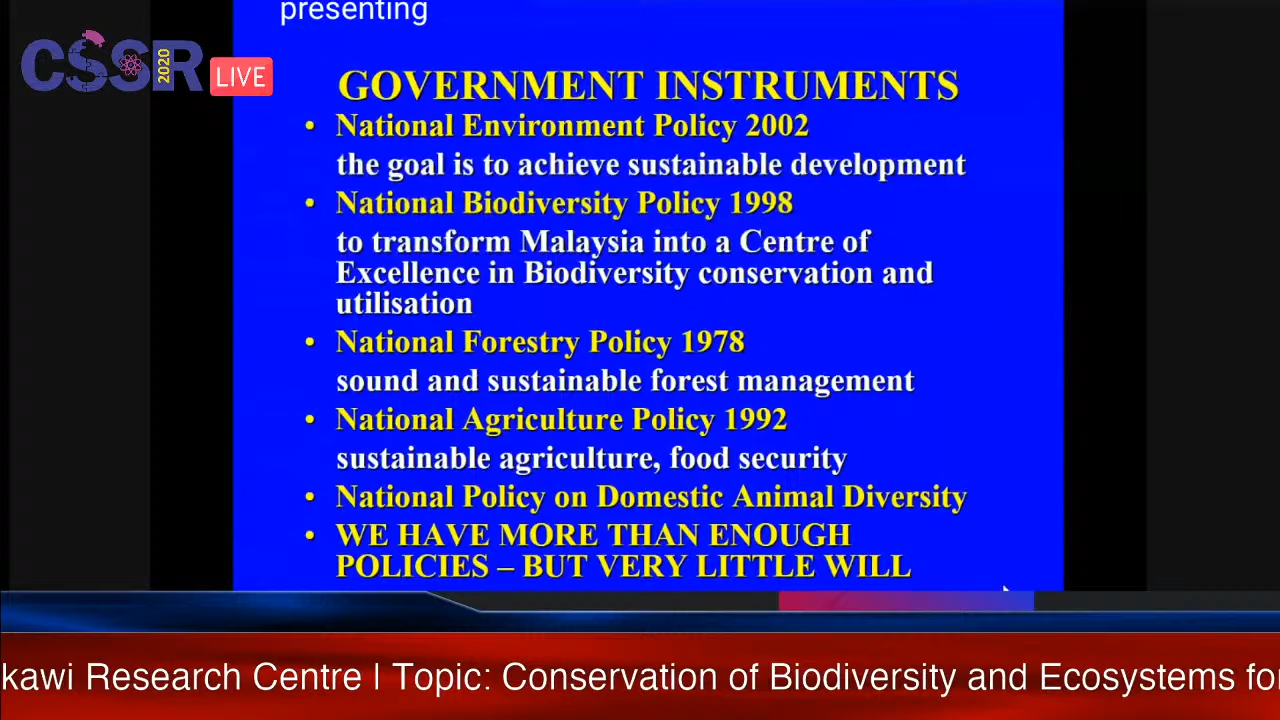 presenting
CSSR
2020
LIVE
GOVERNMENT INSTRUMENTS
• National Environment Policy 2002
the goal is to achieve sustainable development
• National Biodiversity Policy 1998
to transform Malaysia into a Centre of
Excellence in Biodiversity conservation and
utilisation
• National Forestry Policy 1978
sound and sustainable forest management
• National Agriculture Policy 1992
sustainable agriculture, food security
• National Policy on Domestic Animal Diversity
• WE HAVE MORE THAN ENOUGH
POLICIES – BUT VERY LITTLE WILL
kawi Research Centre | Topic: Conservation of Biodiversity and Ecosystems fo